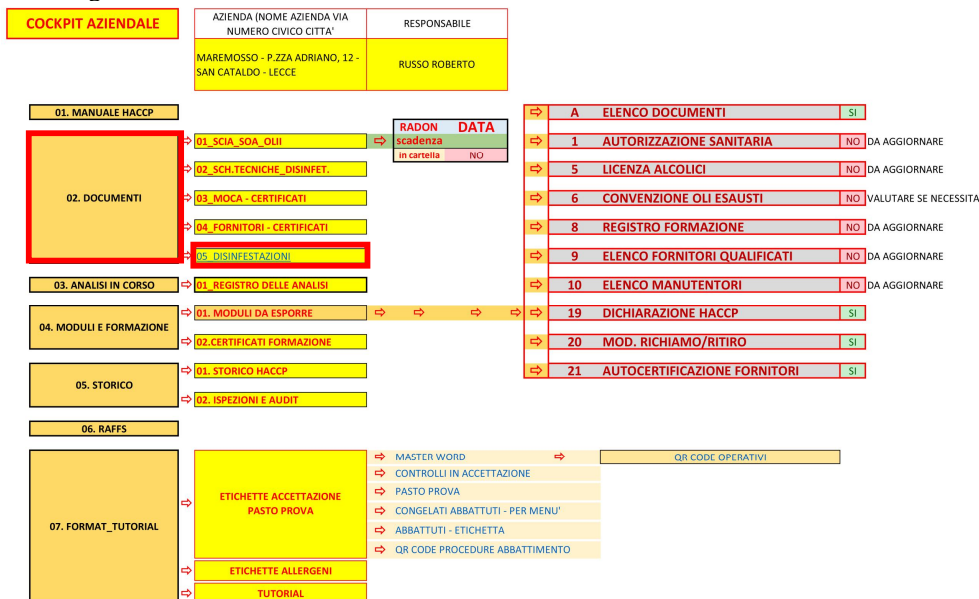 COCKPIT AZIENDALE
AZIENDA (NOME AZIENDA VIA
NUMERO CIVICO CITTA'
RESPONSABILE
MAREMOSSO - P.ZZA ADRIANO, 12 -
SAN CATALDO - LECCE
RUSSO ROBERTO
01. MANUALE HACCP
⇨ A ELENCO DOCUMENTI SI
RADON DATA
02. DOCUMENTI
⇨ 01_SCIA_SOA_OLII ⇨ scadenza
in cartella NO
⇨ 1 AUTORIZZAZIONE SANITARIA NO DA AGGIORNARE
⇨ 02_SCH.TECNICHE_DISINFET.
⇨ 5 LICENZA ALCOLICI NO DA AGGIORNARE
⇨ 03_MOCA - CERTIFICATI
⇨ 6 CONVENZIONE OLI ESAUSTI NO VALUTARE SE NECESSITA
⇨ 04_FORNITORI - CERTIFICATI
⇨ 8 REGISTRO FORMAZIONE NO DA AGGIORNARE
⇨ 05_DISINFESTAZIONI
⇨ 9 ELENCO FORNITORI QUALIFICATI NO DA AGGIORNARE
03. ANALISI IN CORSO ⇨ 01_REGISTRO DELLE ANALISI
⇨ 10 ELENCO MANUTENTORI NO DA AGGIORNARE
04. MODULI E FORMAZIONE
⇨ 01. MODULI DA ESPORRE ⇨ ⇨ ⇨ ⇨ ⇨ 19 DICHIARAZIONE HACCP SI
⇨ 02.CERTIFICATI FORMAZIONE
⇨ 20 MOD. RICHIAMO/RITIRO SI
05. STORICO
⇨ 01. STORICO HACCP
⇨ 21 AUTOCERTIFICAZIONE FORNITORI SI
⇨ 02. ISPEZIONI E AUDIT
06. RAFFS
07. FORMAT_TUTORIAL
⇨ ETICHETTE ACCETTAZIONE
PASTO PROVA
⇨ MASTER WORD ⇨ QR CODE OPERATIVI
⇨ CONTROLLI IN ACCETTAZIONE
⇨ PASTO PROVA
⇨ CONGELATI ABBATTUTI - PER MENU'
⇨ ABBATTUTI - ETICHETTA
⇨ QR CODE PROCEDURE ABBATTIMENTO
⇨ ETICHETTE ALLERGENI
⇨ TUTORIAL